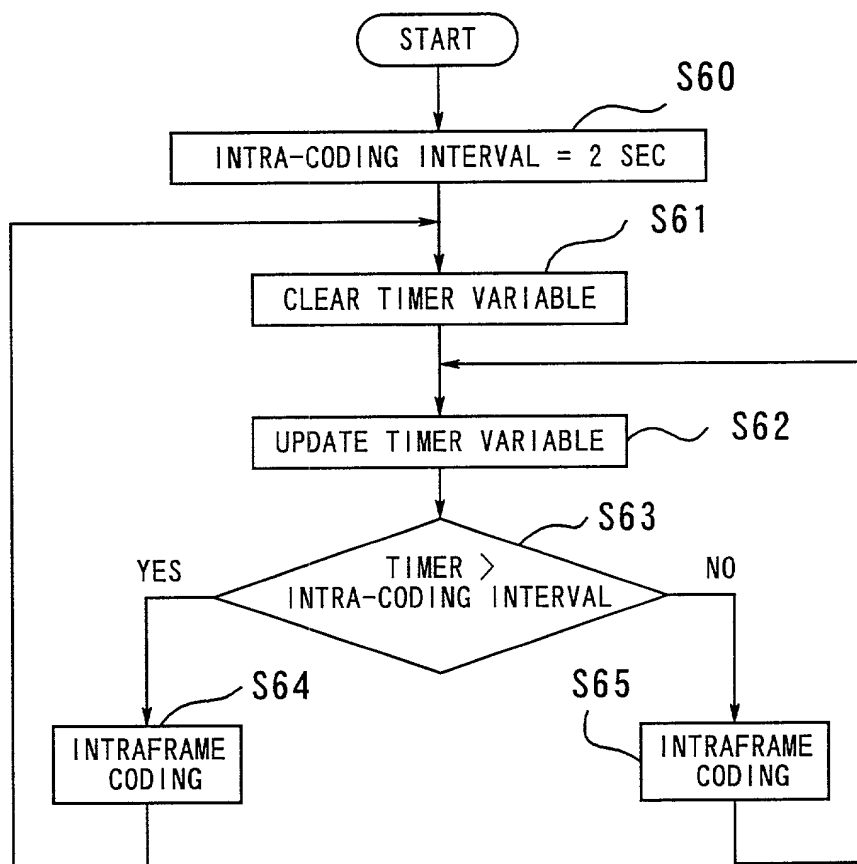 START
S60
INTRA-CODING INTERVAL = 2 SEC
S61
CLEAR TIMER VARIABLE
UPDATE TIMER VARIABLE
S62
S63
TIMER >
INTRA-CODING INTERVAL
YES
NO
S64
S65
INTRAFRAME
CODING
INTRAFRAME
CODING